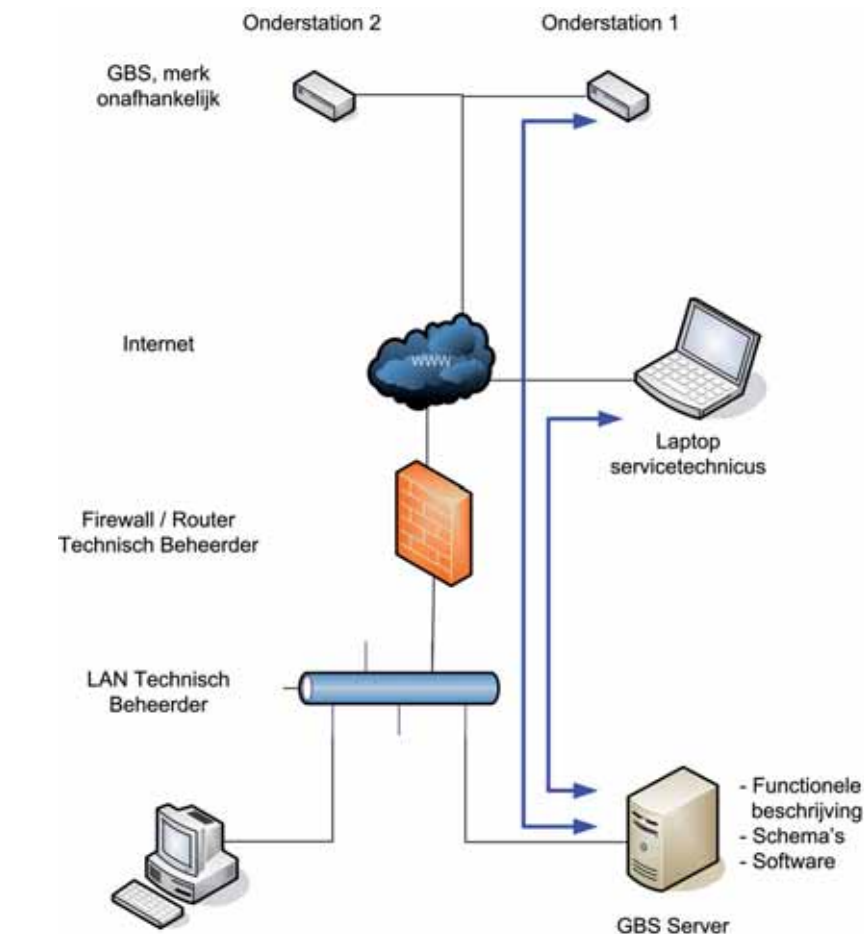 Onderstation 2
Onderstation 1
GBS, merk
onafhankelijk
Internet
www
Laptop
servicetechnicus
Firewall / Router
Technisch Beheerder
LAN Technisch
Beheerder
- Functionele
beschrijving
- Schema's
- Software
GBS Server